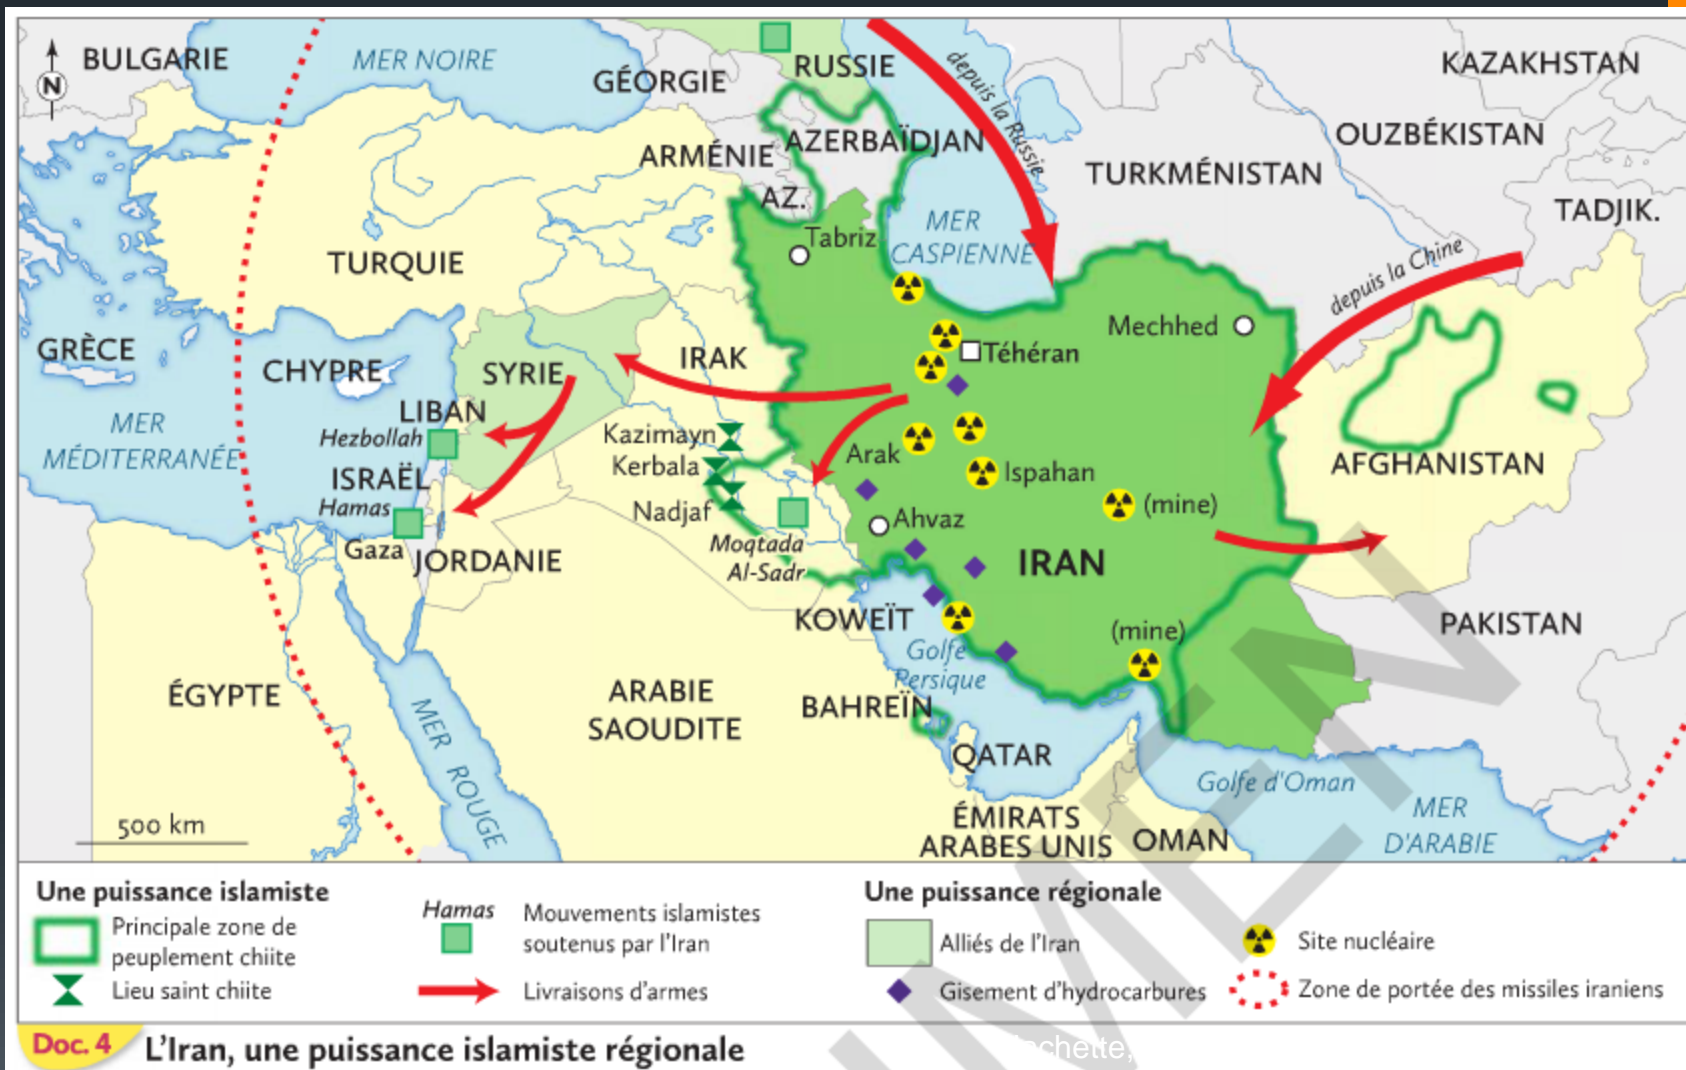 BULGARIE
MER NOIRE
GÉORGIE
RUSSIE
depuis la Russie
KAZAKHSTAN
N
ARMÉNIE
AZERBAÏDJAN
OUZBÉKISTAN
TURKMÉNISTAN
AZ.
TADJIK.
Tabriz
MER
CASPIENNE
TURQUIE
depuis la Chine
GRÈCE
CHYPRE
SYRIE
IRAK
Téhéran
Mechhed
MER
MÉDITERRANÉE
LIBAN
Hezbollah
ISRAËL
Hamas
Gaza
JORDANIE
Kazimayn
Kerbala
Nadjaf
Moqtada
Al-Sadr
Arak
Ispahan
(mine)
Ahvaz
IRAN
AFGHANISTAN
KOWEÏT
(mine)
PAKISTAN
Golfe
Persique
ÉGYPTE
MER ROUGE
ARABIE
SAOUDITE
BAHREÏN
QATAR
Golfe d'Oman
MER
D'ARABIE
ÉMIRATS
ARABES UNIS
OMAN
500 km
Une puissance islamiste
Principale zone de
peuplement chiite
Lieu saint chiite
Hamas
Mouvements islamistes
soutenus par l'Iran
Livraisons d'armes
Une puissance régionale
Alliés de l'Iran
Gisement d'hydrocarbures
Site nucléaire
Zone de portée des missiles iraniens
Doc. 4 L'Iran, une puissance islamiste régionale